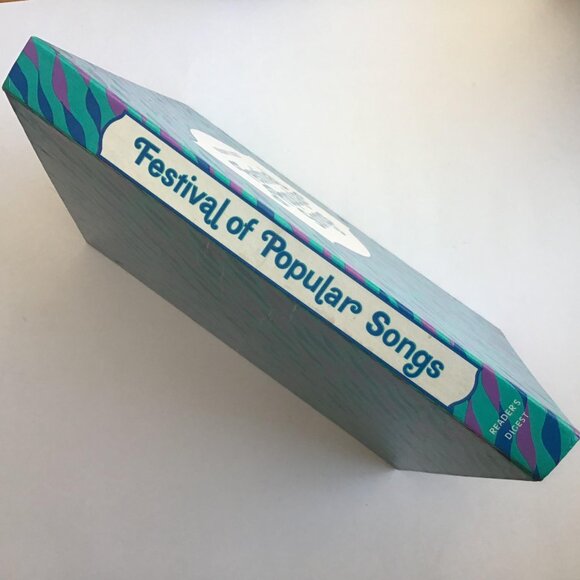 Festival of Popular Songs
READER'S
DIGEST